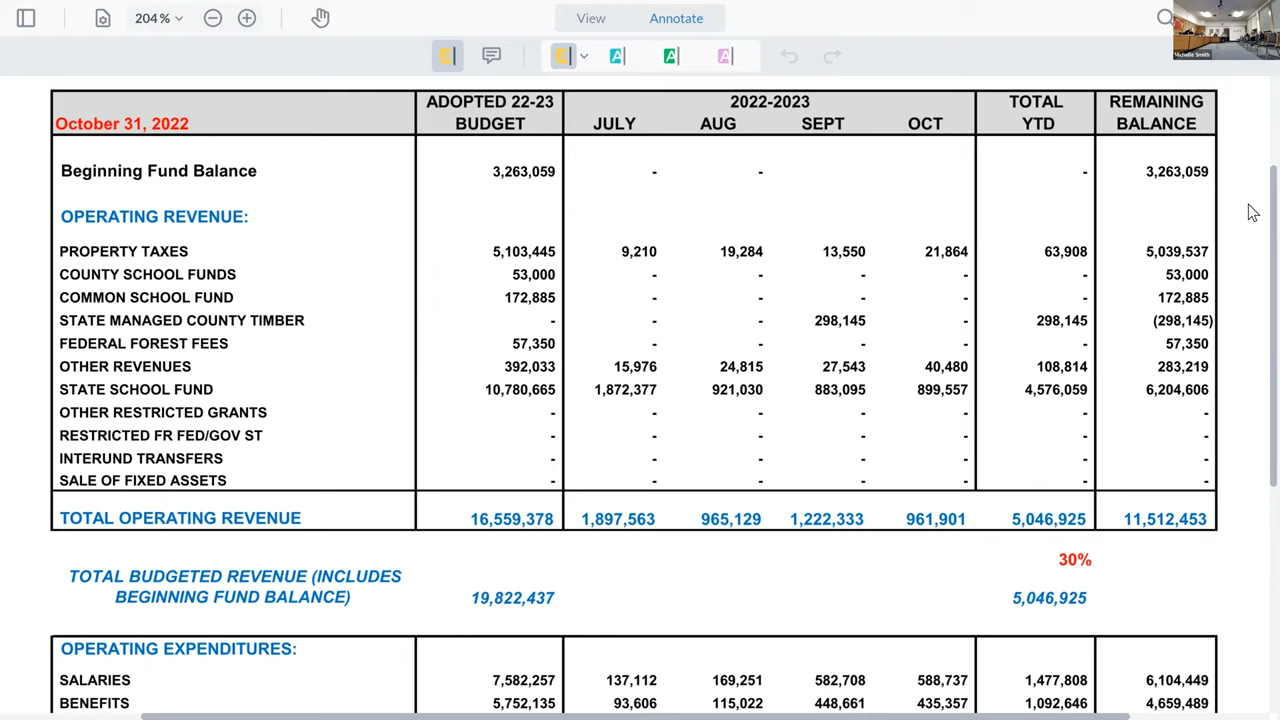 204 %
View
Annotate
Michelle Smith
ADOPTED 22-23 2022-2023 TOTAL REMAINING
October 31, 2022 BUDGET JULY AUG SEPT OCT YTD BALANCE
Beginning Fund Balance 3,263,059 - - - 3,263,059
OPERATING REVENUE:
PROPERTY TAXES 5,103,445 9,210 19,284 13,550 21,864 63,908 5,039,537
COUNTY SCHOOL FUNDS 53,000 - - - - - 53,000
COMMON SCHOOL FUND 172,885 - - - - - 172,885
STATE MANAGED COUNTY TIMBER - - - 298,145 - 298,145 (298,145)
FEDERAL FOREST FEES 57,350 - - - - - 57,350
OTHER REVENUES 392,033 15,976 24,815 27,543 40,480 108,814 283,219
STATE SCHOOL FUND 10,780,665 1,872,377 921,030 883,095 899,557 4,576,059 6,204,606
OTHER RESTRICTED GRANTS - - - - - - -
RESTRICTED FR FED/GOV ST - - - - - - -
INTERUND TRANSFERS - - - - - - -
SALE OF FIXED ASSETS - - - - - - -
TOTAL OPERATING REVENUE 16,559,378 1,897,563 965,129 1,222,333 961,901 5,046,925 11,512,453
30%
TOTAL BUDGETED REVENUE (INCLUDES
BEGINNING FUND BALANCE) 19,822,437 5,046,925
OPERATING EXPENDITURES:
SALARIES 7,582,257 137,112 169,251 582,708 588,737 1,477,808 6,104,449
BENEFITS 5,752,135 93,606 115,022 448,661 435,357 1,092,646 4,659,489